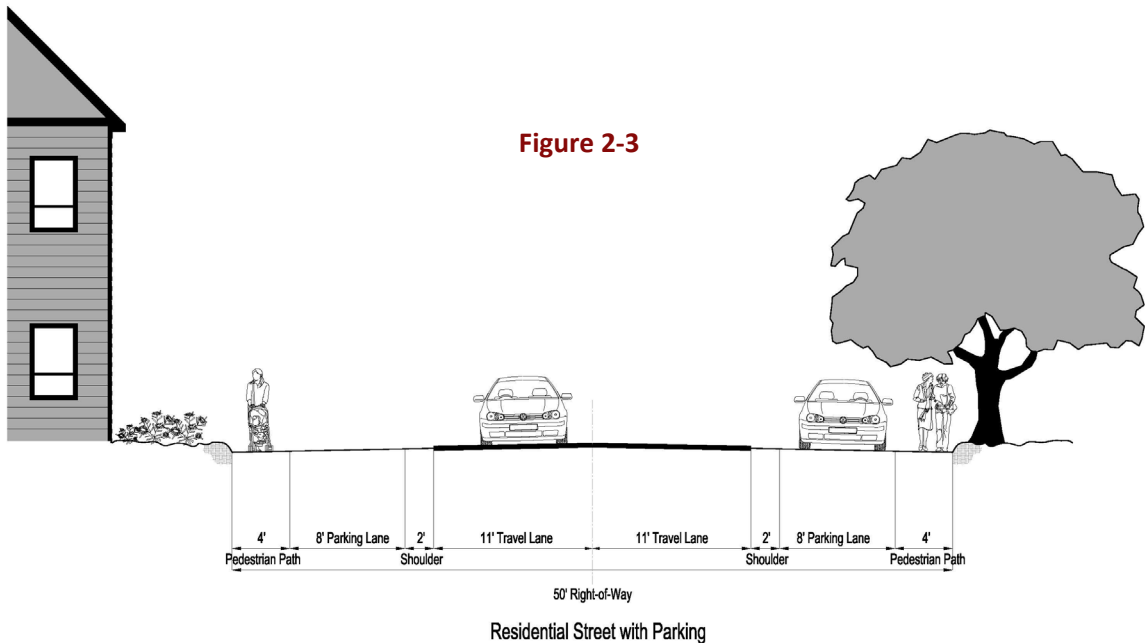 Figure 2-3
4' 8' Parking Lane 2' 11' Travel Lane 11' Travel Lane 2' 8' Parking Lane 4'
Pedestrian Path Shoulder Shoulder Pedestrian Path
50' Right-of-Way
Residential Street with Parking